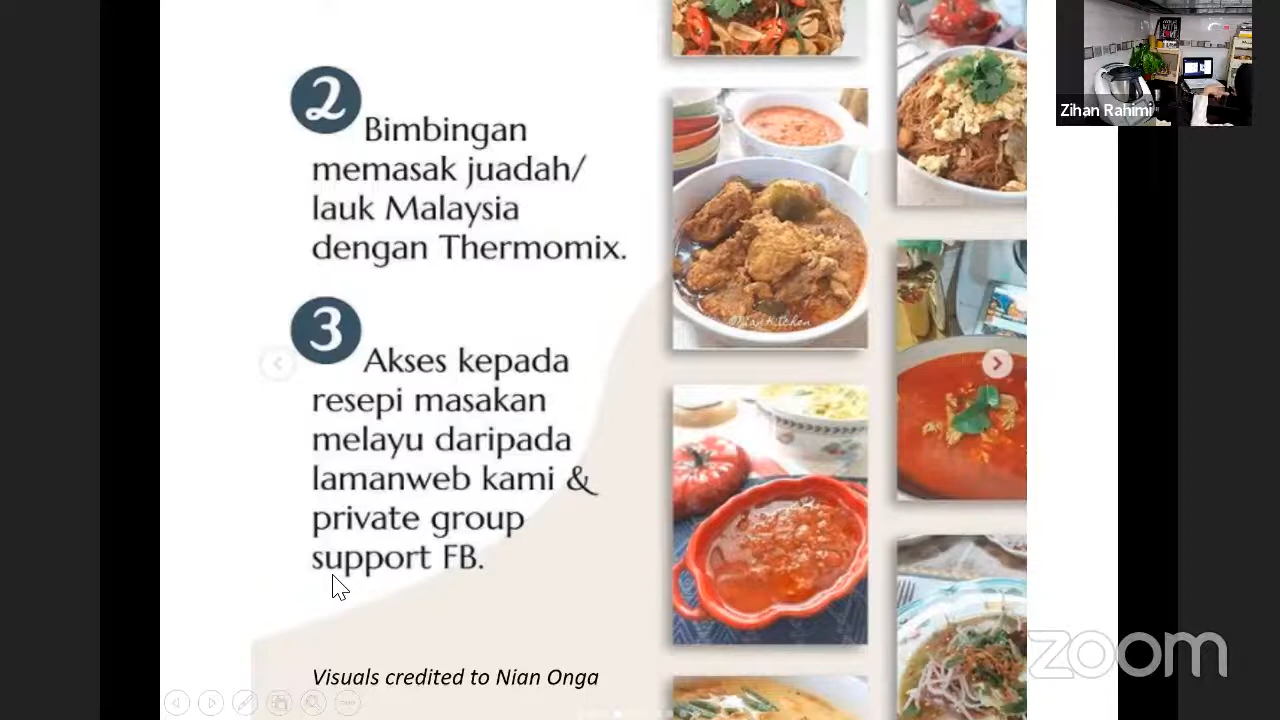 2
Bimbingan
memasak juadah/
lauk Malaysia
dengan Thermomix.
3
Akses kepada
resepi masakan
melayu daripada
lamanweb kami &
private group
support FB.
Visuals credited to Nian Onga
Zihan Rahimi
zoom